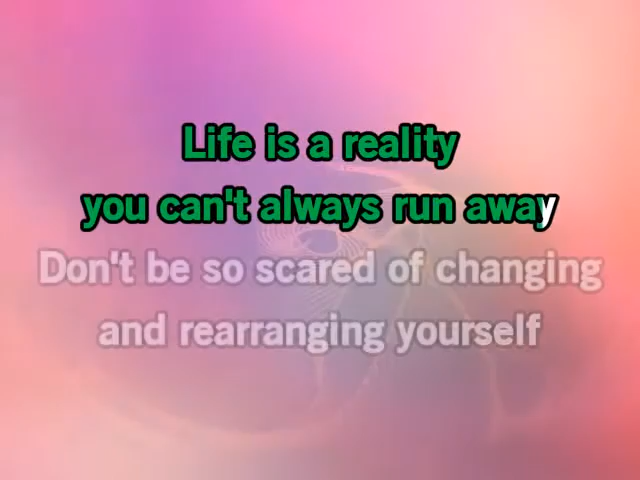 Life is a reality
you can't always run away
Don't be so scared of changing
and rearranging yourself